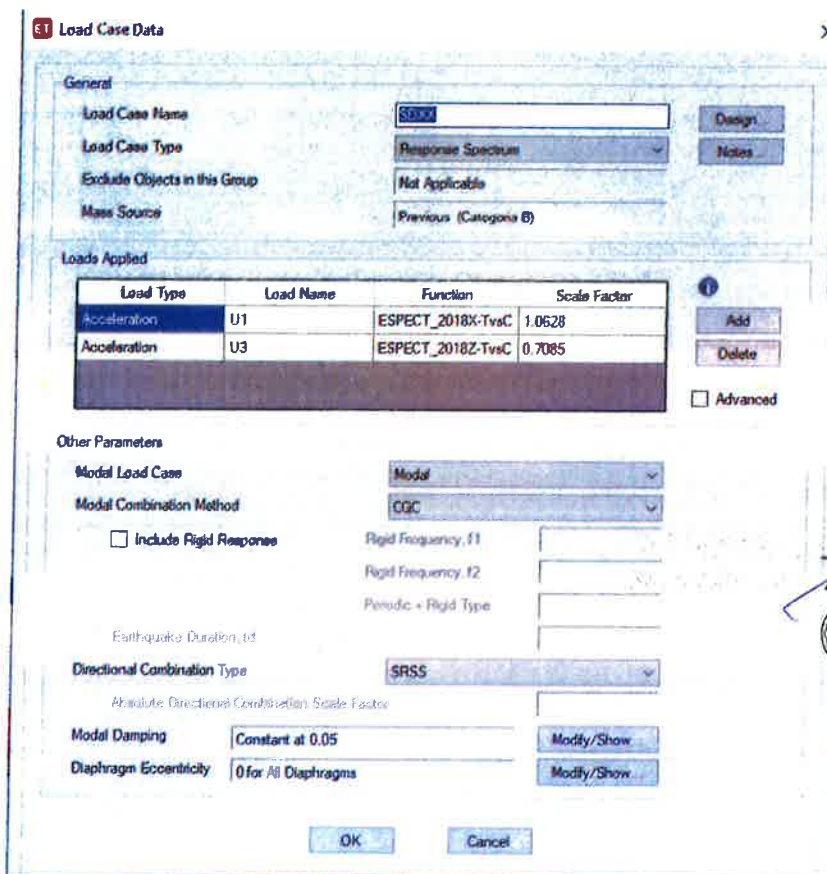 ET Load Case Data
General
Load Case Name
Design...
Load Case Type Response Spectrum
Notes...
Exclude Objects in this Group Not Applicable
Mass Source Previous (Categoria B)
Loads Applied
Load Type Load Name Function Scale Factor
Acceleration U1 ESPECT_2018X-TvsC 1.0628
Add
Acceleration U3 ESPECT_2018Z-TvsC 0.7085
Delete
Advanced
Other Parameters
Modal Load Case Modal
Modal Combination Method CQC
Include Rigid Response Rigid Frequency, f1
Rigid Frequency, f2
Periodic + Rigid Type
Earthquake Duration, td
Directional Combination Type SRSS
Absolute Directional Combination Scale Factor
Modal Damping Constant at 0.05 Modify/Show...
Diaphragm Eccentricity 0 for All Diaphragms Modify/Show...
OK Cancel